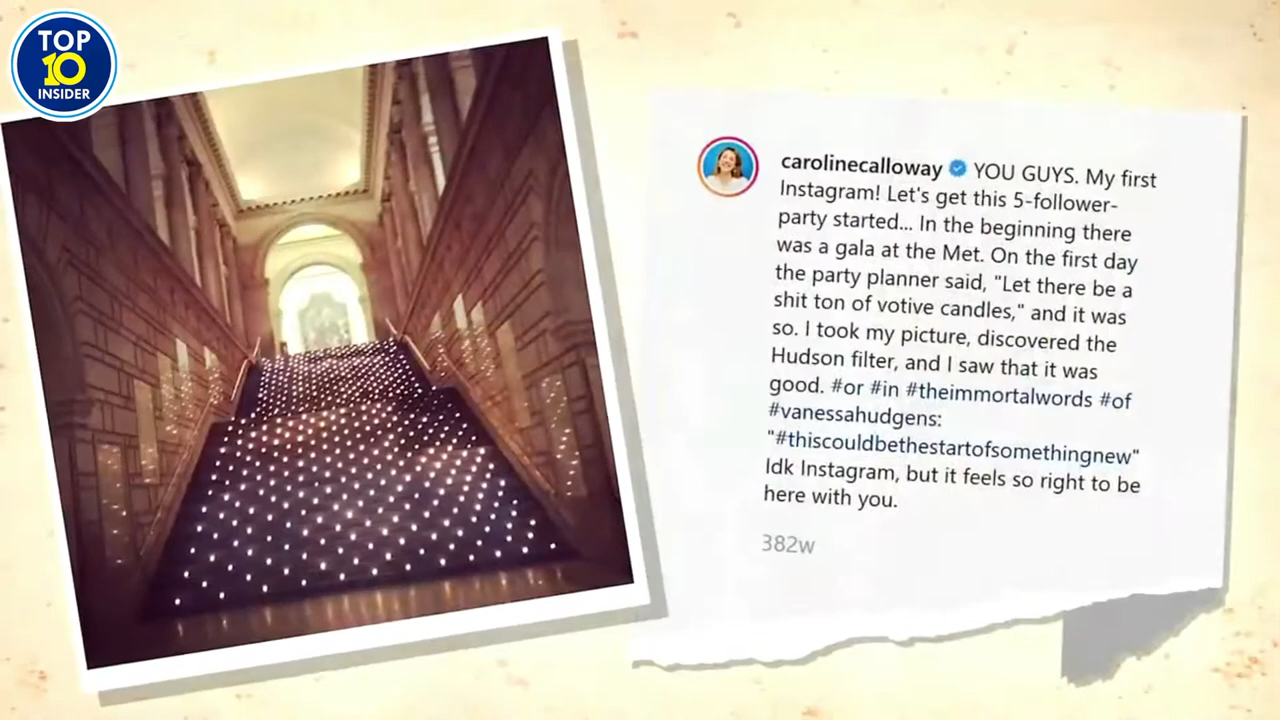 TOP
10
INSIDER
carolinecalloway YOU GUYS. My first
Instagram! Let's get this 5-follower-
party started... In the beginning there
was a gala at the Met. On the first day
the party planner said, "Let there be a
shit ton of votive candles," and it was
so. I took my picture, discovered the
Hudson filter, and I saw that it was
good. #or #in #theimmortalwords #of
#vanessahudgens:
"#thiscouldbethestartofsomethingnew"
Idk Instagram, but it feels so right to be
here with you.
382w